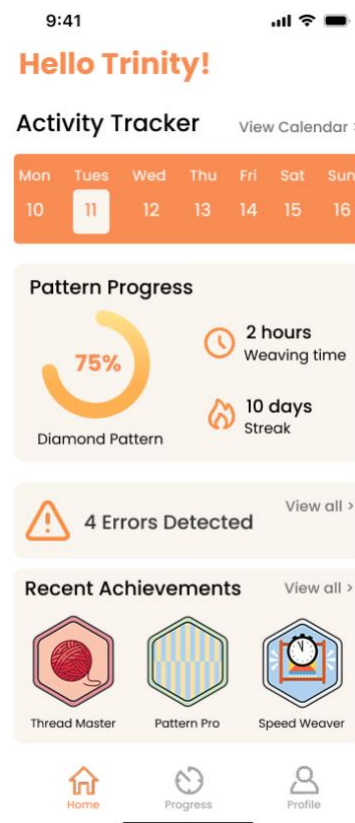 9:41
Hello Trinity!
Activity Tracker
View Calendar >
Mon Tues Wed Thu Fri Sat Sun
10 11 12 13 14 15 16
Pattern Progress
75%
Diamond Pattern
2 hours
Weaving time
10 days
Streak
4 Errors Detected
View all >
Recent Achievements
View all >
Thread Master
Pattern Pro
Speed Weaver
Home
Progress
Profile